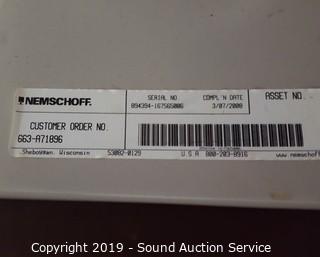 NEMSCHOFF.
SERIAL NO
894394-167565006
COMPL'N DATE
3/07/2008
ASSET NO.
CUSTOMER ORDER NO.
663-A71896
Sheboygan, Wisconsin 53082-0129 U S A 800-203-8916 www.nemschoff
Copyright 2019 - Sound Auction Service